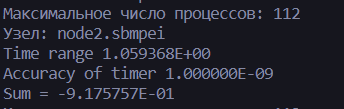 Максимальное число процессов: 112
Узел: node2.sbmpei
Time range 1.059368E+00
Accuracy of timer 1.000000E-09
Sum = -9.175757E-01